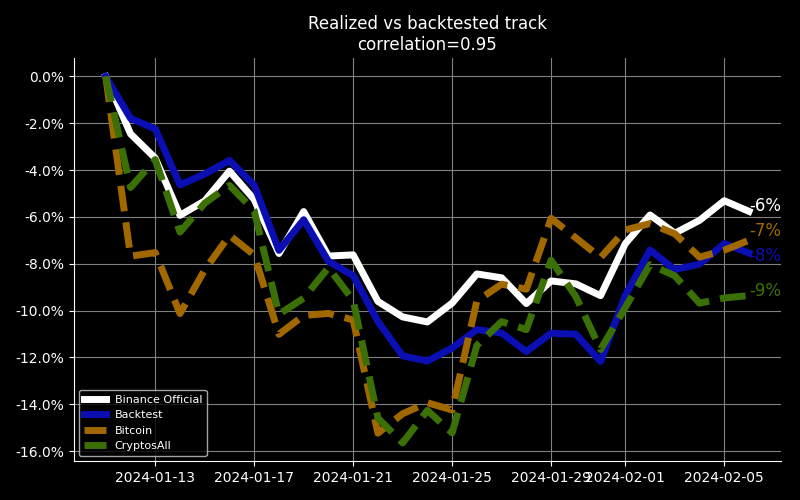 Realized vs backtested track
correlation=0.95
0.0%
-2.0%
-4.0%
-6.0%
-8.0%
-10.0%
-12.0%
-14.0%
-16.0%
-6%
-7%
-8%
-9%
Binance Official
Backtest
Bitcoin
CryptosAll
2024-01-13 2024-01-17 2024-01-21 2024-01-25 2024-01-29 2024-02-01 2024-02-05